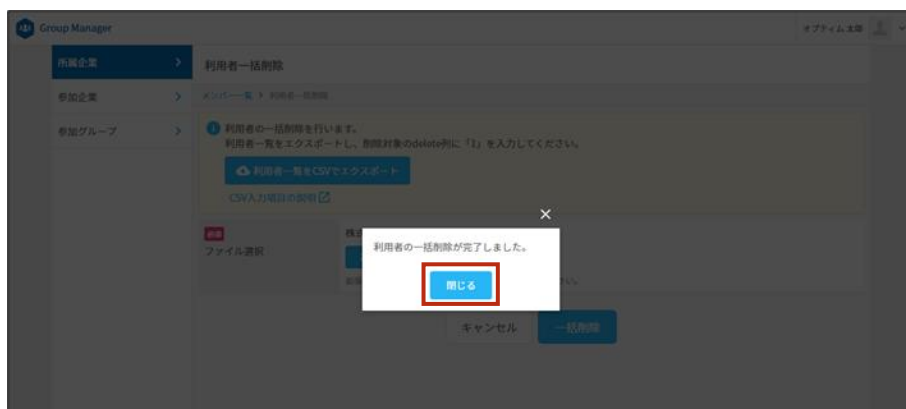 Group Manager
オプティム 太郎
所属企業
参加企業
参加グループ
利用者一括削除
メンバー一覧 > 利用者一括削除
利用者の一括削除を行います。
利用者一覧をエクスポートし、削除対象のdelete列に「1」を入力してください。
利用者一覧をCSVでエクスポート
CSV入力項目の説明
必須
ファイル選択
利用者の一括削除が完了しました。
閉じる
キャンセル
一括削除